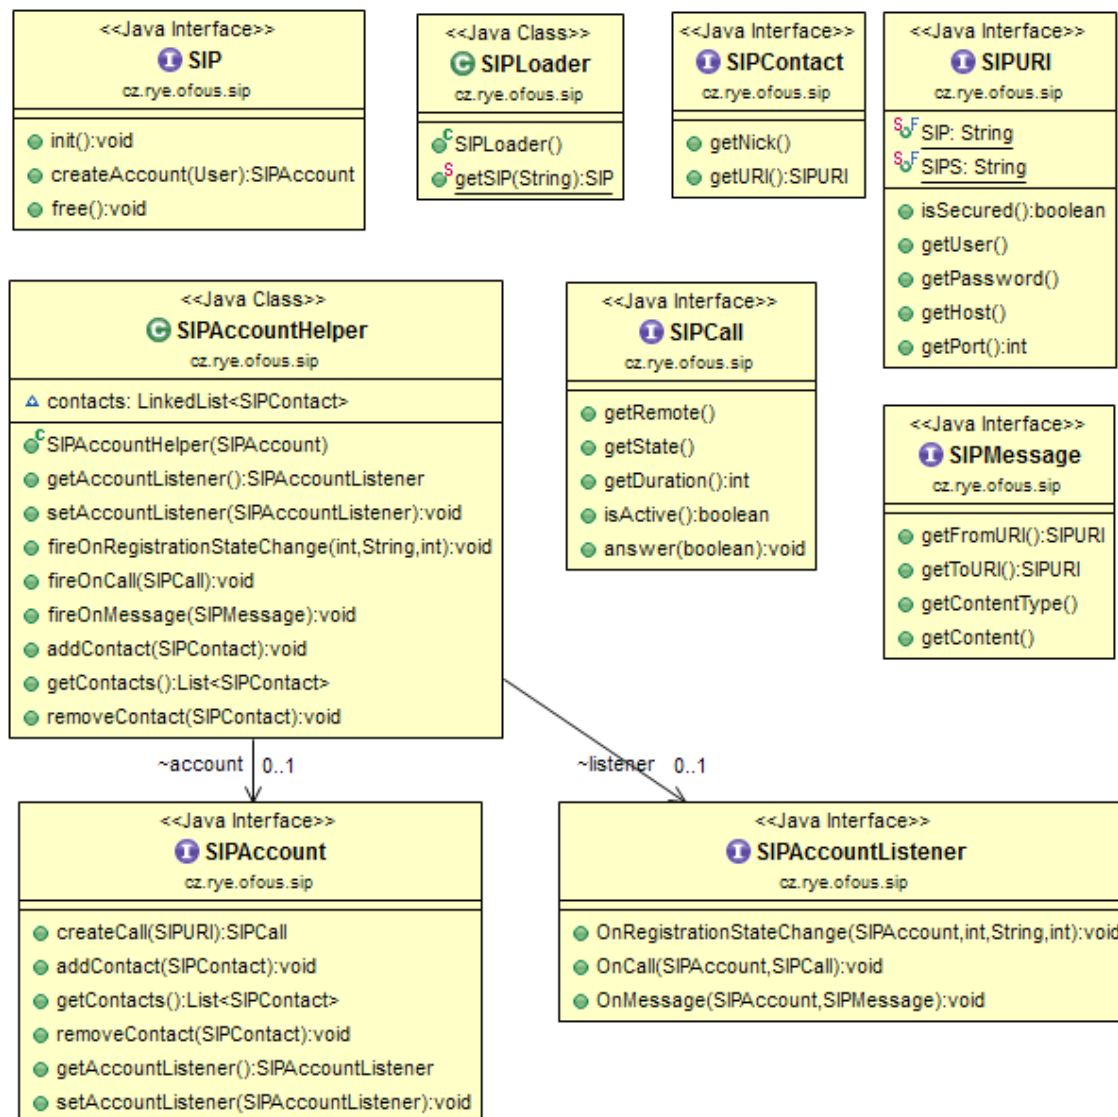 <<Java Interface>>
SIP
cz.rye.ofous.sip
init():void
createAccount(User):SIPAccount
free():void
<<Java Class>>
SIPLoader
cz.rye.ofous.sip
SIPLoader()
getSIP(String):SIP
<<Java Interface>>
SIPContact
cz.rye.ofous.sip
getNick()
getURI():SIPURI
<<Java Interface>>
SIPURI
cz.rye.ofous.sip
SIP: String
SIPS: String
isSecured():boolean
getUser()
getPassword()
getHost()
getPort():int
<<Java Class>>
SIPAccountHelper
cz.rye.ofous.sip
contacts: LinkedList<SIPContact>
SIPAccountHelper(SIPAccount)
getAccountListener():SIPAccountListener
setAccountListener(SIPAccountListener):void
fireOnRegistrationStateChange(int,String,int):void
fireOnCall(SIPCall):void
fireOnMessage(SIPMessage):void
addContact(SIPContact):void
getContacts():List<SIPContact>
removeContact(SIPContact):void
<<Java Interface>>
SIPCall
cz.rye.ofous.sip
getRemote()
getState()
getDuration():int
isActive():boolean
answer(boolean):void
<<Java Interface>>
SIPMessage
cz.rye.ofous.sip
getFromURI():SIPURI
getToURI():SIPURI
getContentType()
getContent()
~account 0..1
~listener 0..1
<<Java Interface>>
SIPAccount
cz.rye.ofous.sip
createCall(SIPURI):SIPCall
addContact(SIPContact):void
getContacts():List<SIPContact>
removeContact(SIPContact):void
getAccountListener():SIPAccountListener
setAccountListener(SIPAccountListener):void
<<Java Interface>>
SIPAccountListener
cz.rye.ofous.sip
OnRegistrationStateChange(SIPAccount,int,String,int):void
OnCall(SIPAccount,SIPCall):void
OnMessage(SIPAccount,SIPMessage):void